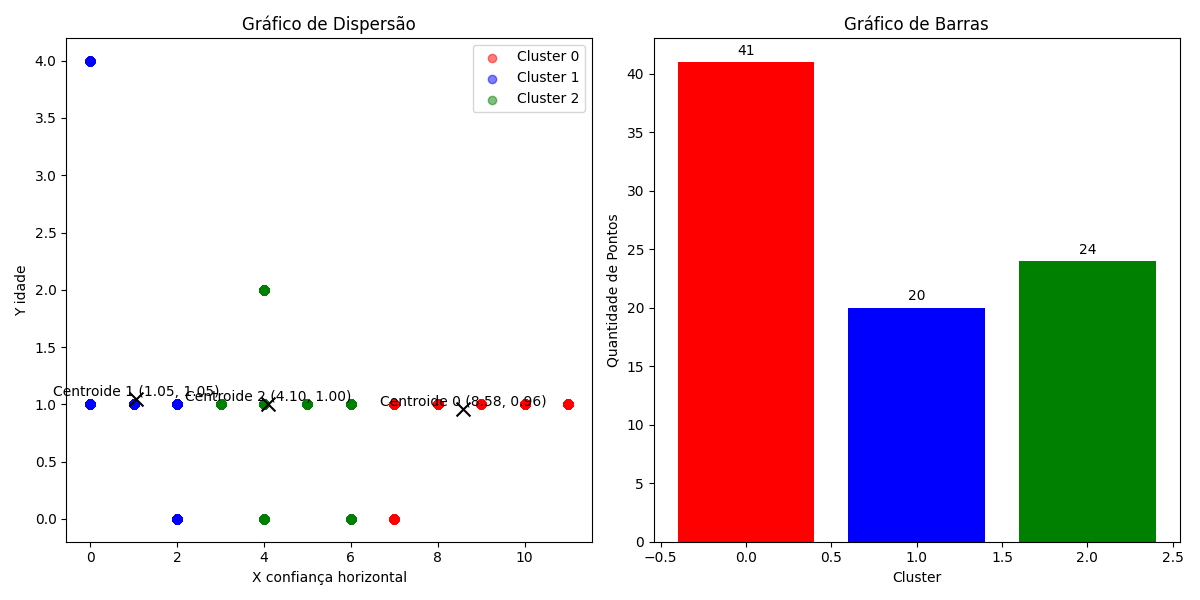 Gráfico de Dispersão
4.0
3.5
3.0
2.5
2.0
1.5
1.0
0.5
0.0
Y idade
Cluster 0
Cluster 1
Cluster 2
Centroide 1 (1.05, 1.05)
Centroide 2 (4.10, 1.00)
Centroide 0 (8.58, 0.96)
0 2 4 6 8 10
X confiança horizontal
Gráfico de Barras
40
35
30
25
20
15
10
5
0
Quantidade de Pontos
41
20
24
−0.5 0.0 0.5 1.0 1.5 2.0 2.5
Cluster